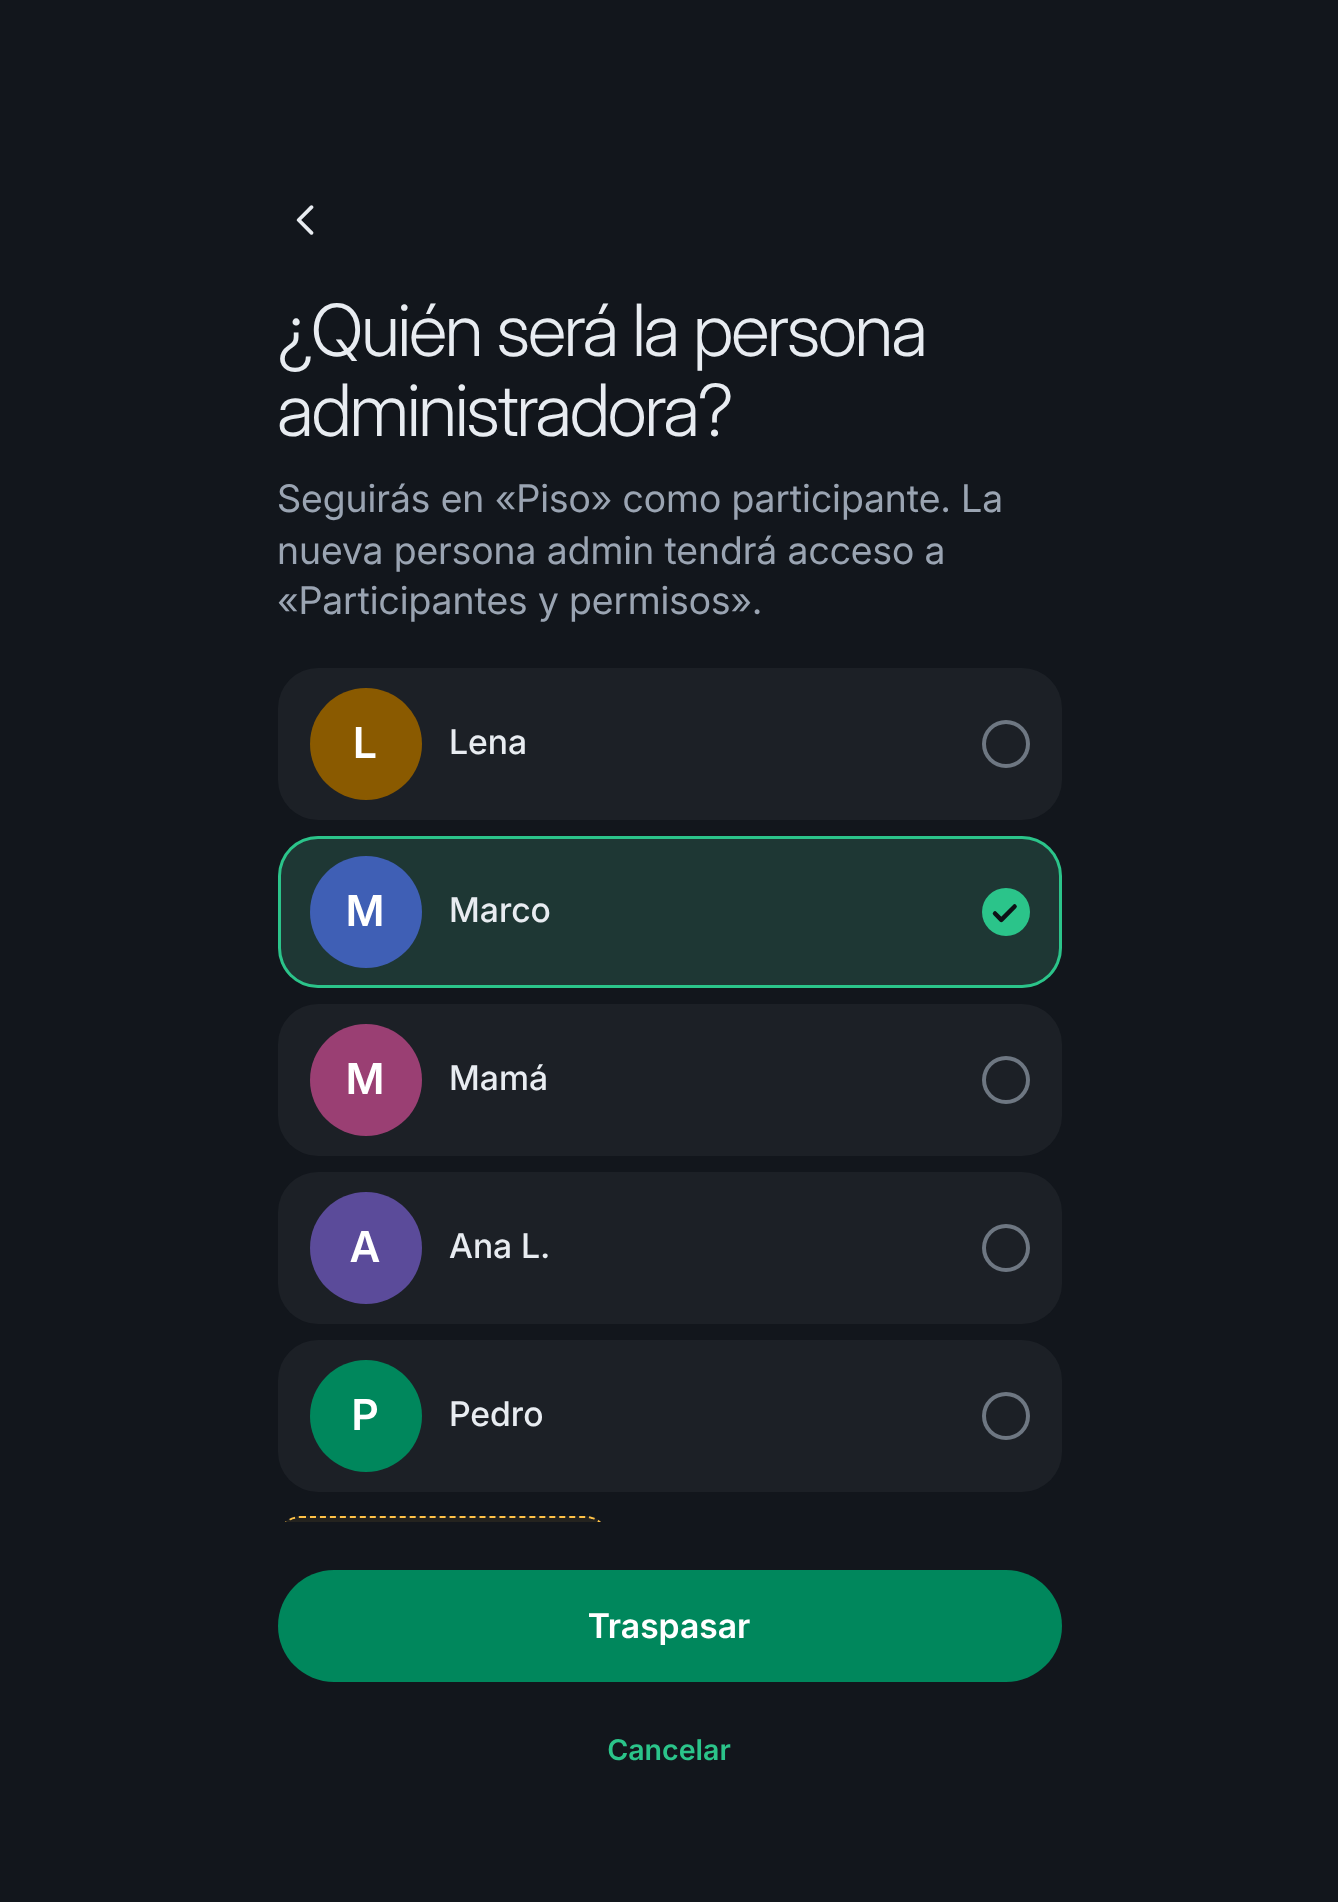 ¿Quién será la persona
administradora?
Seguirás en «Piso» como participante. La
nueva persona admin tendrá acceso a
«Participantes y permisos».
L Lena
M Marco
M Mamá
A Ana L.
P Pedro
Traspasar
Cancelar